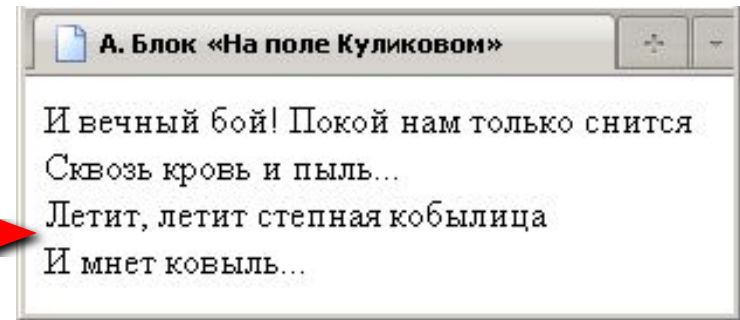 А. Блок «На поле Куликовом»
И вечный бой! Покой нам только снится
Сквозь кровь и пыль...
Летит, летит степная кобылица
И мнет ковыль...